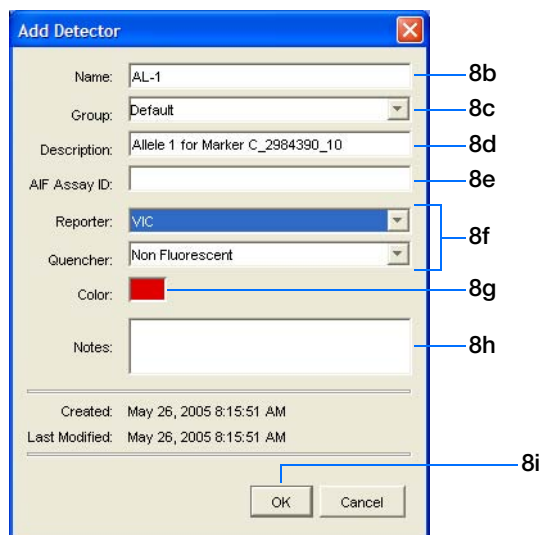 Add Detector
Name: AL-1 8b
Group: Default 8c
Description: Allele 1 for Marker C_2984390_10 8d
AIF Assay ID: 8e
Reporter: VIC
8f
Quencher: Non Fluorescent
Color: 8g
Notes: 8h
Created: May 26, 2005 8:15:51 AM
Last Modified: May 26, 2005 8:15:51 AM
8i
OK Cancel